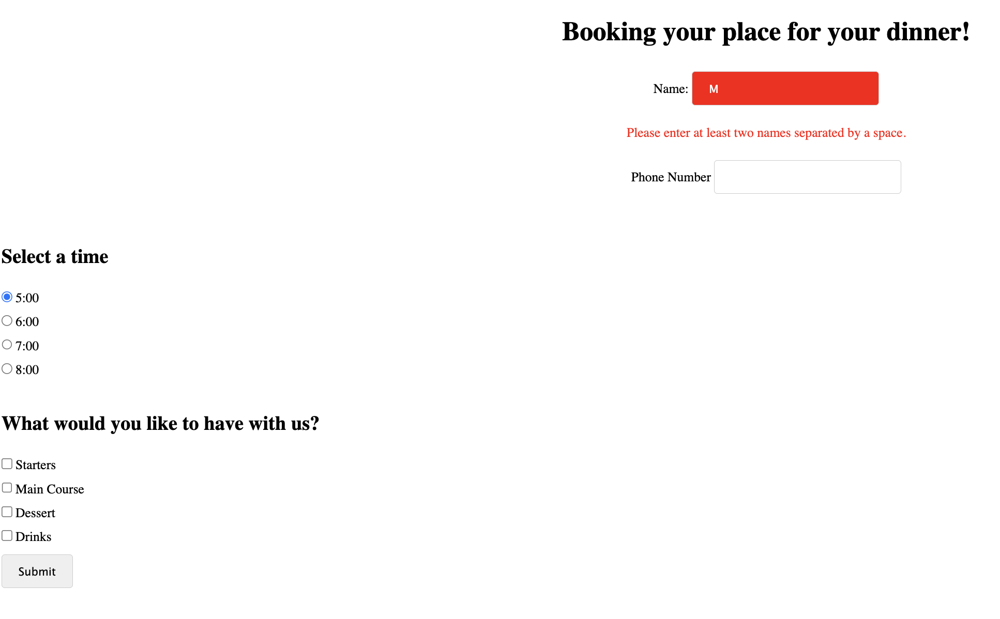 Booking your place for your dinner!
Name: M
Please enter at least two names separated by a space.
Phone Number
Select a time
5:00
6:00
7:00
8:00
What would you like to have with us?
Starters
Main Course
Dessert
Drinks
Submit